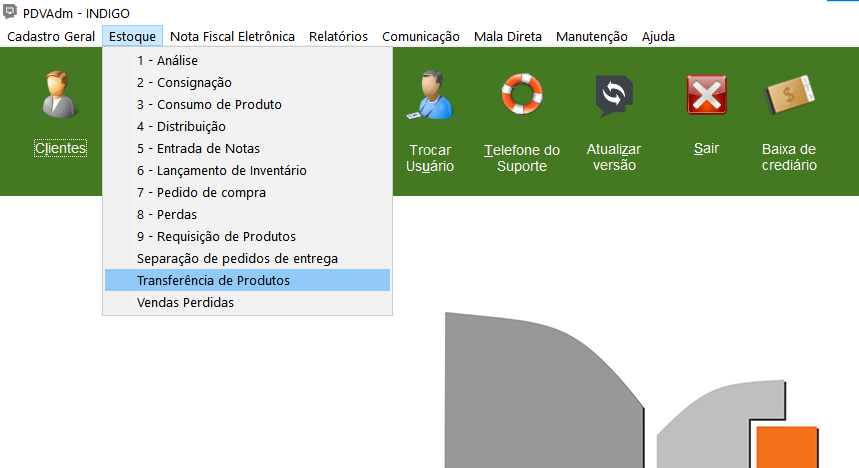 PDVAdm - INDIGO
Cadastro Geral Estoque Nota Fiscal Eletrônica Relatórios Comunicação Mala Direta Manutenção Ajuda
1 - Análise
2 - Consignação
3 - Consumo de Produto
4 - Distribuição
5 - Entrada de Notas
6 - Lançamento de Inventário
7 - Pedido de compra
8 - Perdas
9 - Requisição de Produtos
Separação de pedidos de entrega
Transferência de Produtos
Vendas Perdidas
Clientes
Trocar
Usuário
Telefone do
Suporte
Atualizar
versão
Sair
Baixa de
crediário